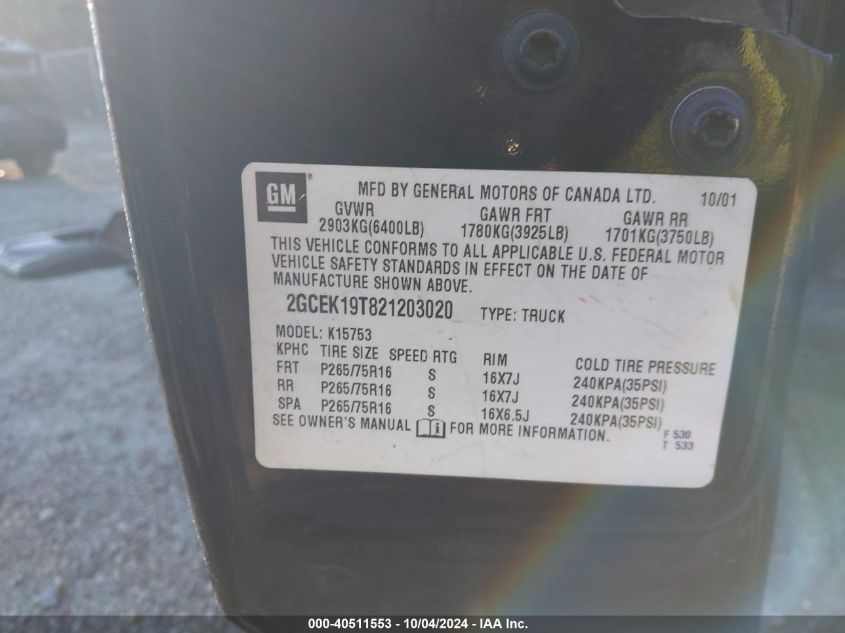 GM ® MFD BY GENERAL MOTORS OF CANADA LTD. 10/01
GVWR GAWR FRT GAWR RR
2903KG(6400LB) 1780KG(3925LB) 1701KG(3750LB)
THIS VEHICLE CONFORMS TO ALL APPLICABLE U.S. FEDERAL MOTOR
VEHICLE SAFETY STANDARDS IN EFFECT ON THE DATE OF
MANUFACTURE SHOWN ABOVE.
2GCEK19T821203020 TYPE: TRUCK
MODEL: K15753
KPHC TIRE SIZE SPEED RTG RIM COLD TIRE PRESSURE
FRT P265/75R16 S 16X7J 240KPA(35PSI)
RR P265/75R16 S 16X7J 240KPA(35PSI)
SPA P265/75R16 S 16X6.5J 240KPA(35PSI)
SEE OWNER'S MANUAL i FOR MORE INFORMATION. F 530
T 533
000-40511553 - 10/04/2024 - IAA Inc.